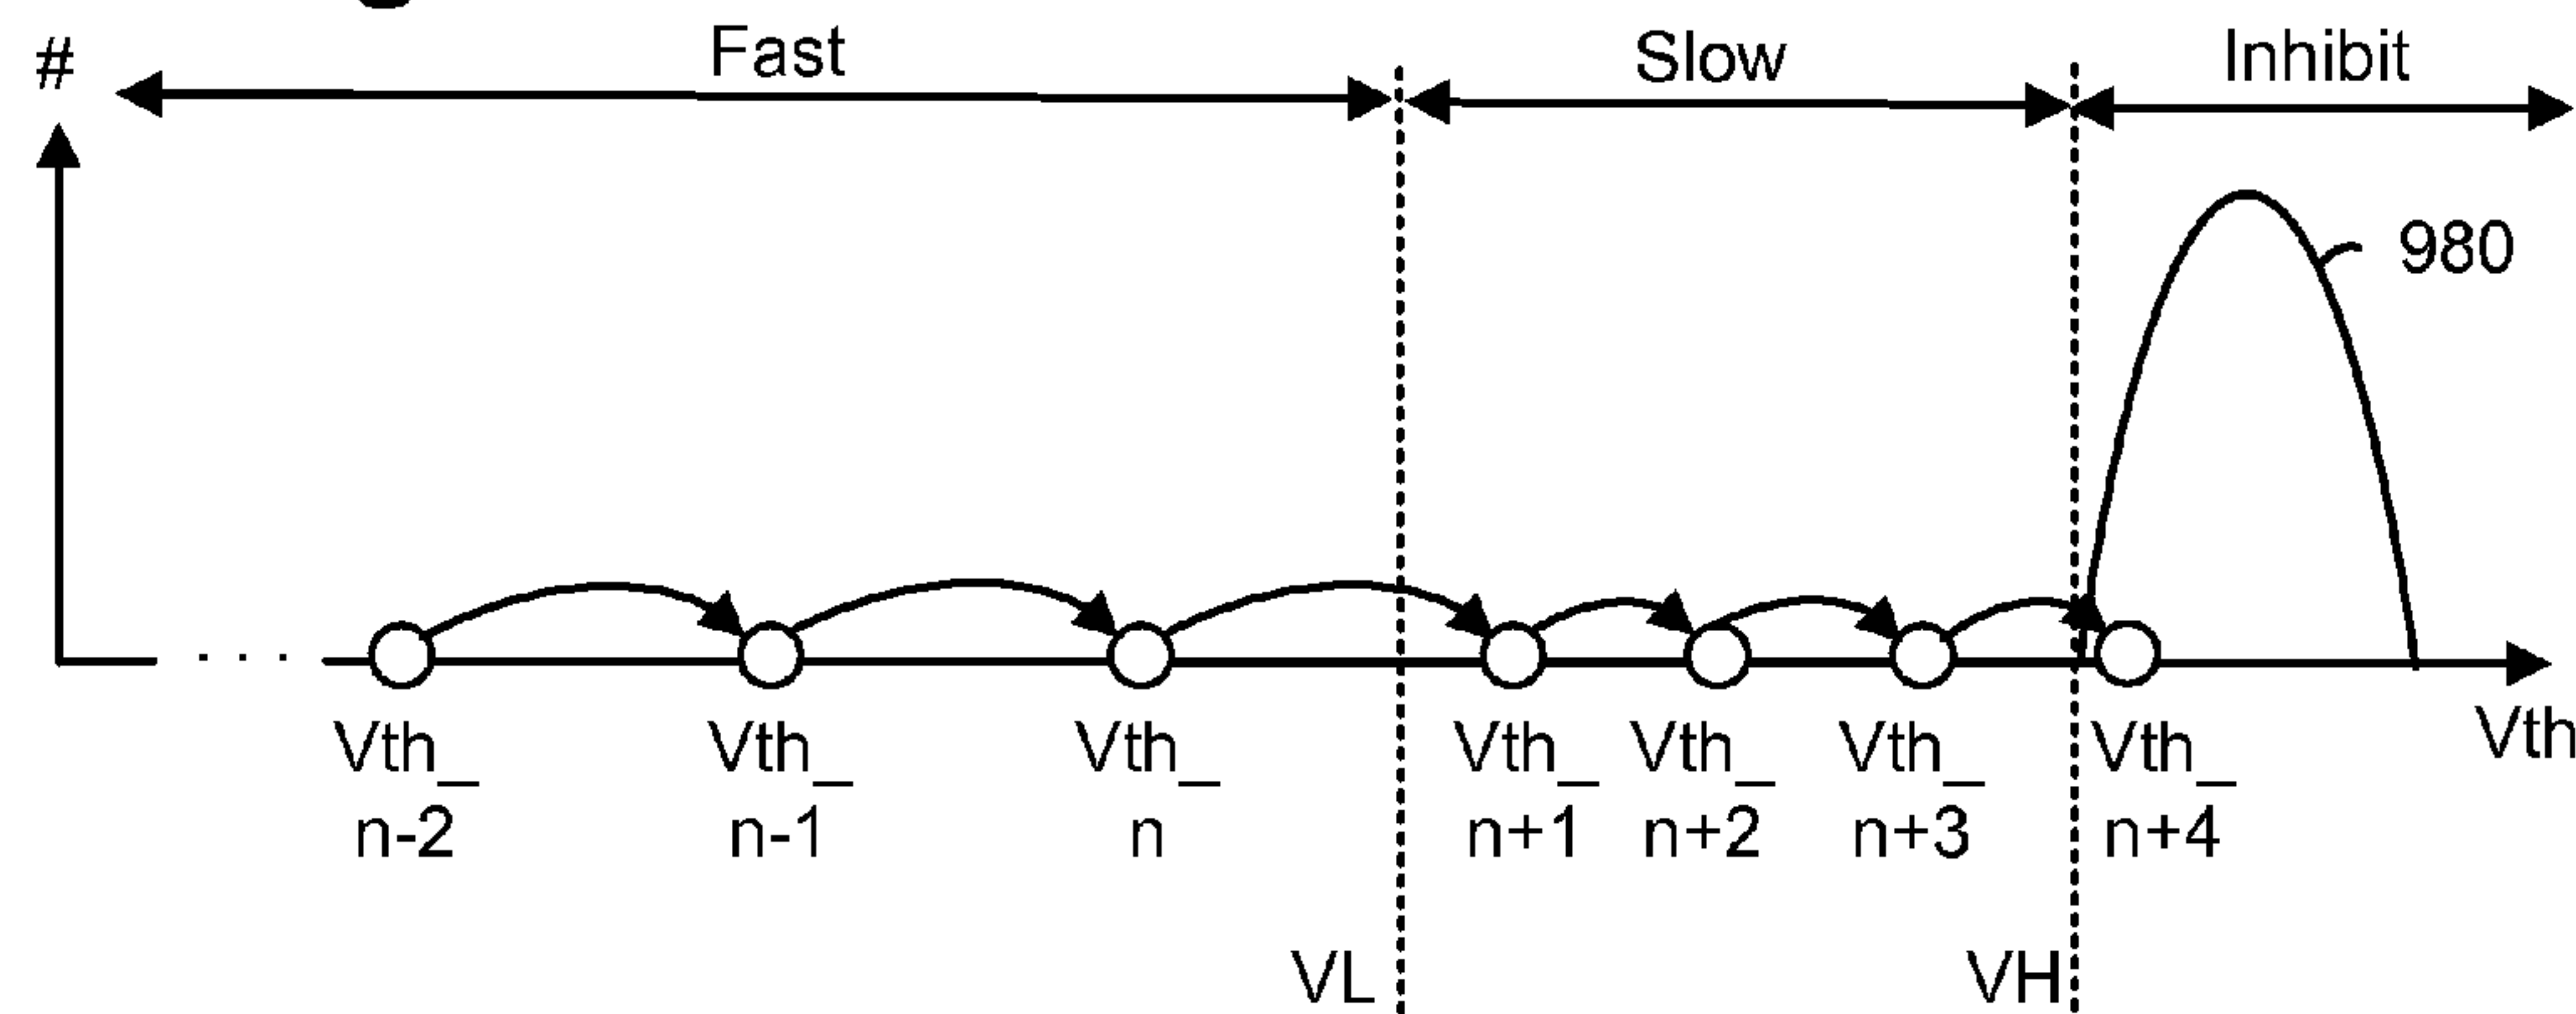 # Fast Slow Inhibit
980
Vth_ Vth_ Vth_ Vth_ Vth_ Vth_ Vth_ Vth
n-2 n-1 n n+1 n+2 n+3 n+4
VL VH